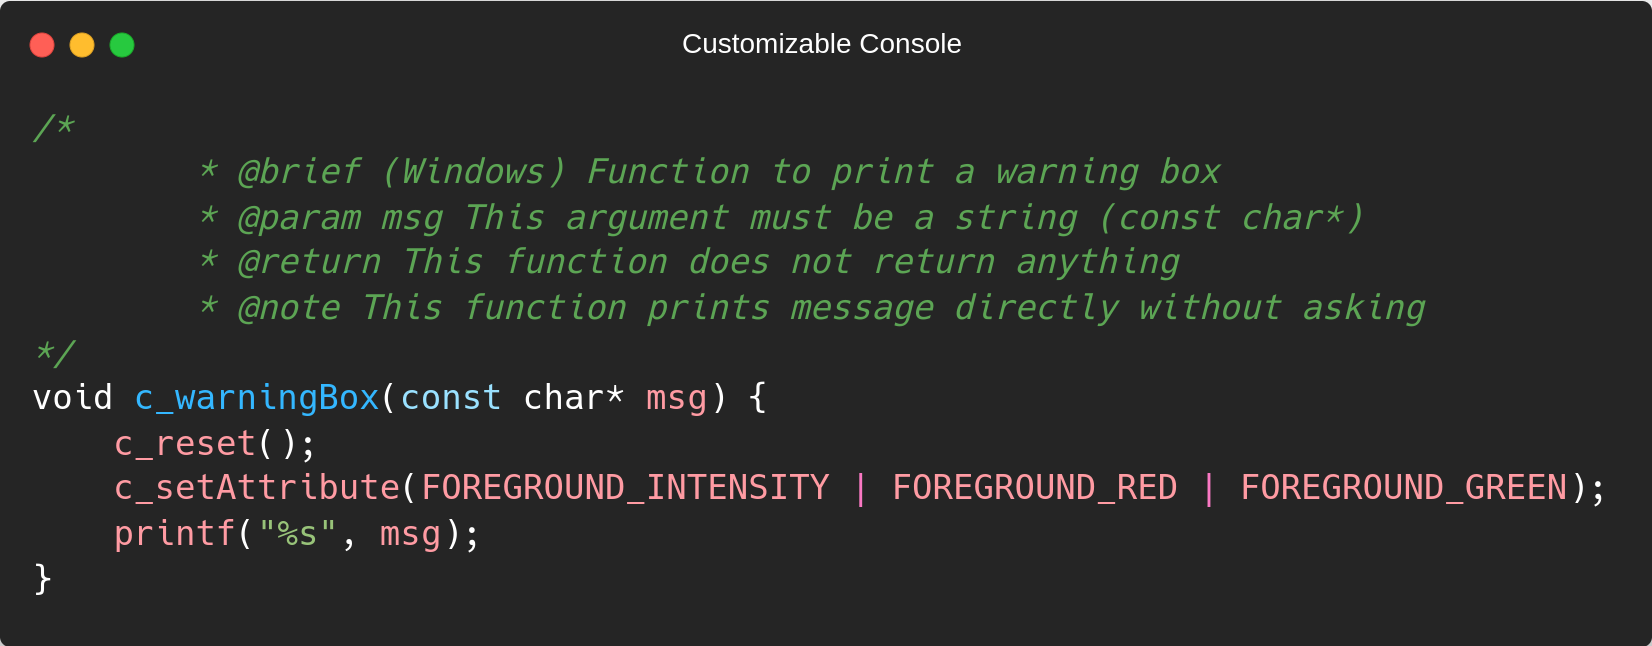 Customizable Console
/*
        * @brief (Windows) Function to print a warning box
        * @param msg This argument must be a string (const char*)
        * @return This function does not return anything
        * @note This function prints message directly without asking
*/
void c_warningBox(const char* msg) {
    c_reset();
    c_setAttribute(FOREGROUND_INTENSITY | FOREGROUND_RED | FOREGROUND_GREEN);
    printf("%s", msg);
}